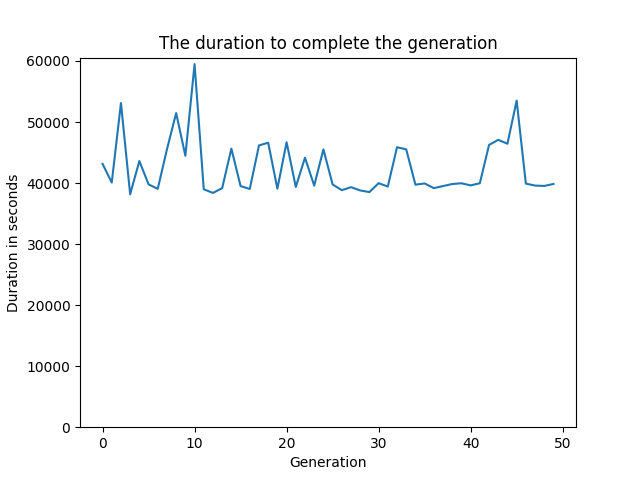 The duration to complete the generation
60000
50000
40000
30000
20000
10000
0
Duration in seconds
0 10 20 30 40 50
Generation